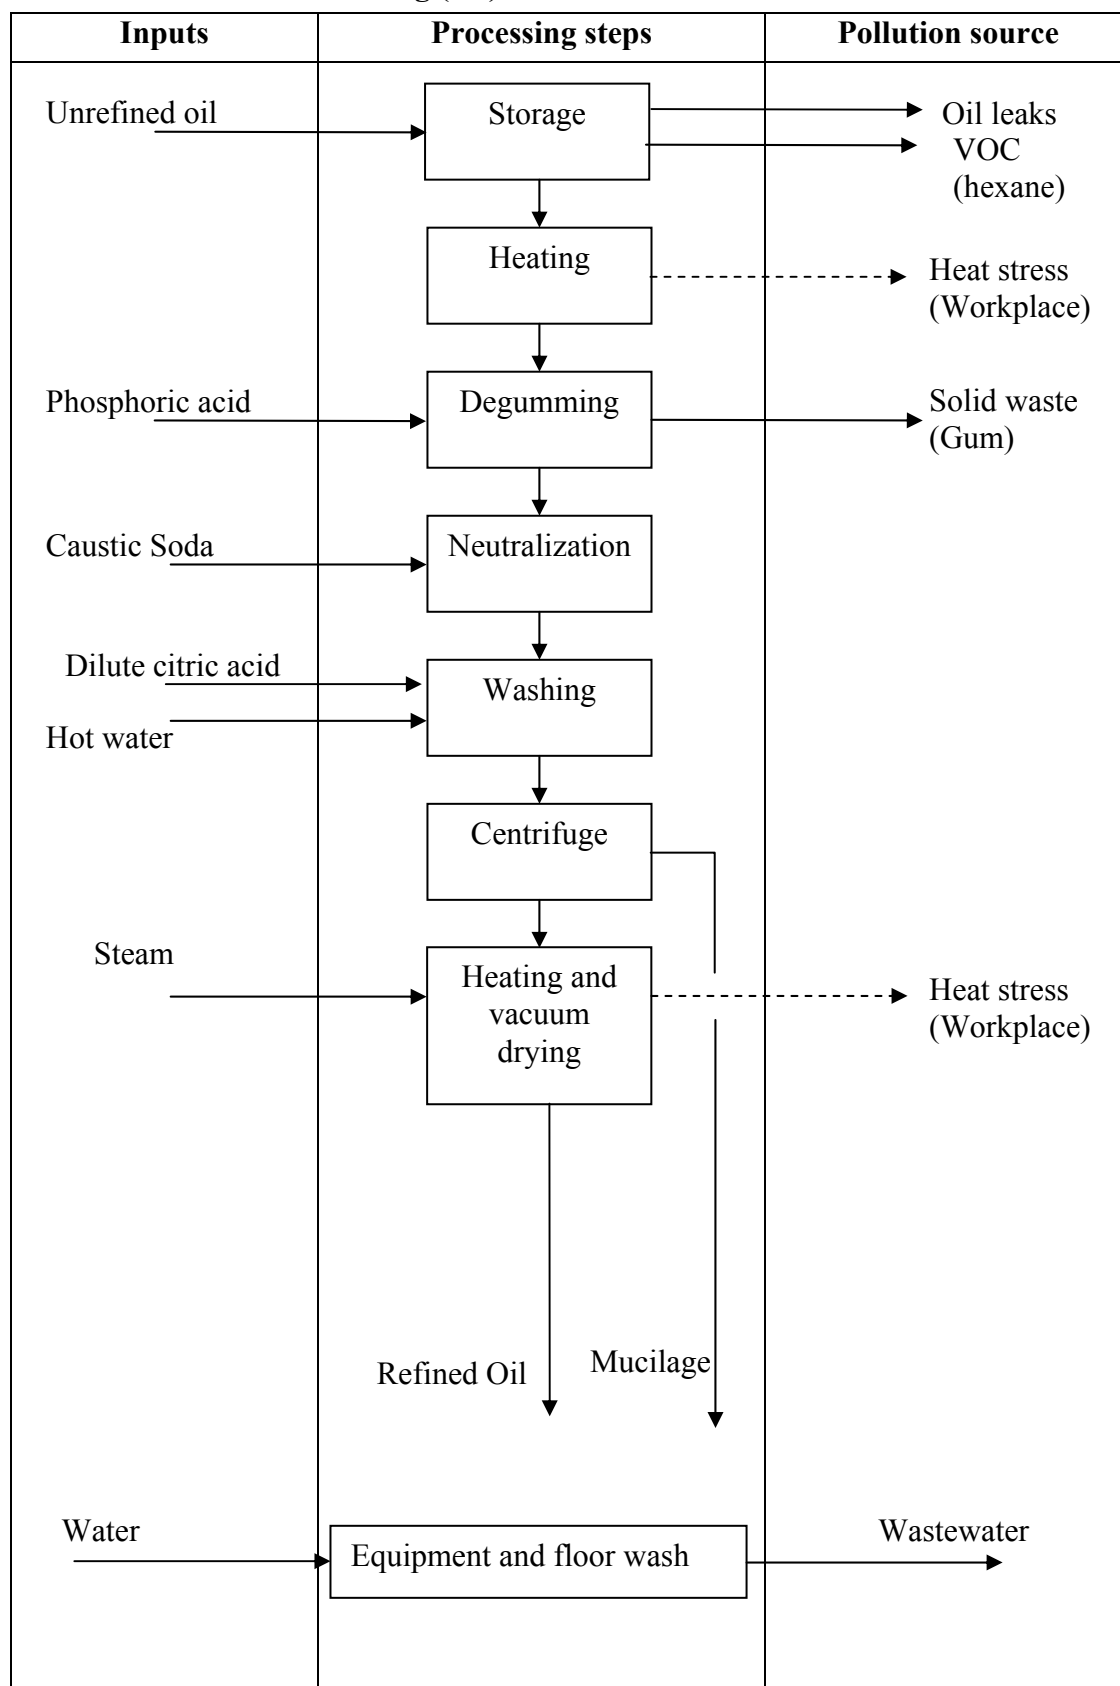 Inputs
Processing steps
Pollution source
Unrefined oil
Storage
Oil leaks
VOC
(hexane)
Heating
Heat stress
(Workplace)
Phosphoric acid
Degumming
Solid waste
(Gum)
Caustic Soda
Neutralization
Dilute citric acid
Washing
Hot water
Centrifuge
Steam
Heating and
vacuum
drying
Heat stress
(Workplace)
Refined Oil
Mucilage
Water
Equipment and floor wash
Wastewater